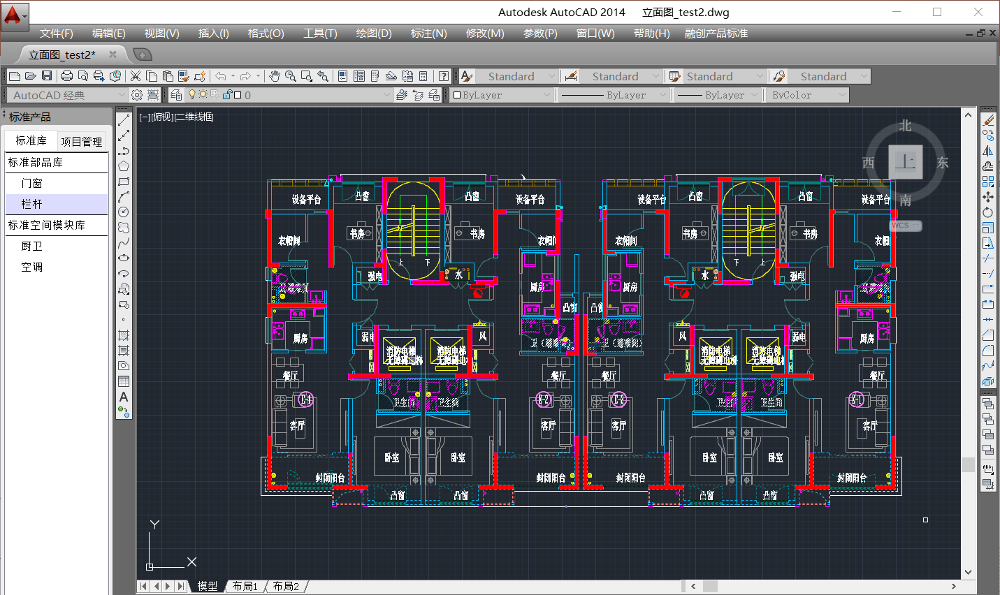 Autodesk AutoCAD 2014 立面图_test2.dwg
文件(F) 编辑(E) 视图(V) 插入(I) 格式(O) 工具(T) 绘图(D) 标注(N) 修改(M) 参数(P) 窗口(W) 帮助(H) 融创产品标准
立面图_test2*
Standard Standard Standard Standard
AutoCAD 经典 0 ByLayer ByLayer ByLayer ByColor
标准产品
标准库 项目管理
标准部品库
门窗
栏杆
标准空间模块库
厨卫
空调
[−][俯视][二维线框]
北
西 上 东
南
WCS
设备平台 凸窗 凸窗 设备平台 设备平台 凸窗 凸窗 设备平台
书房 书房 书房 书房
衣帽间 衣帽间 衣帽间 衣帽间
上 下 下 上
强电 水 水 强电
厨房 厨房
凸窗 凸窗
厨房 弱电 风 风 弱电 厨房
消防电梯 消防电梯 消防电梯 消防电梯
餐厅 餐厅 餐厅 餐厅
卫生间 卫生间 卫生间 卫生间
客厅 客厅 客厅 客厅
卧室 卧室 卧室 卧室
封闭阳台 封闭阳台 封闭阳台 封闭阳台
凸窗 凸窗 凸窗 凸窗
Y
X
模型 布局1 布局2